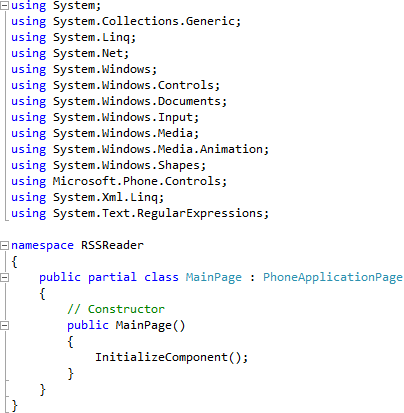 using System;
using System.Collections.Generic;
using System.Linq;
using System.Net;
using System.Windows;
using System.Windows.Controls;
using System.Windows.Documents;
using System.Windows.Input;
using System.Windows.Media;
using System.Windows.Media.Animation;
using System.Windows.Shapes;
using Microsoft.Phone.Controls;
using System.Xml.Linq;
using System.Text.RegularExpressions;

namespace RSSReader
{
    public partial class MainPage : PhoneApplicationPage
    {
        // Constructor
        public MainPage()
        {
            InitializeComponent();
        }
    }
}